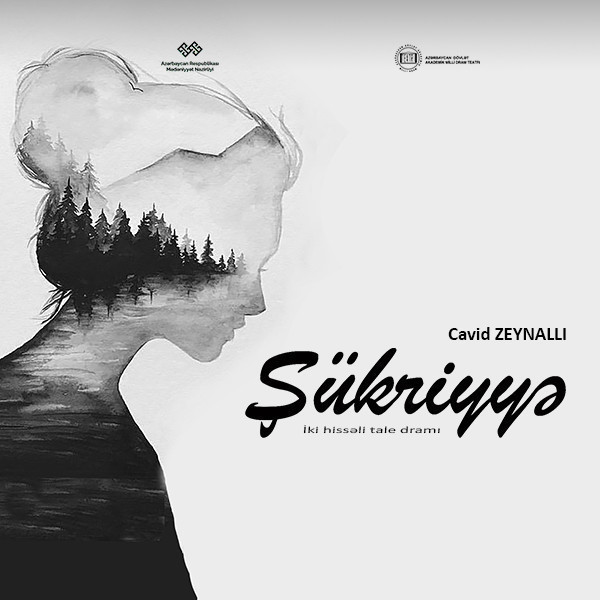 Azərbaycan Respublikası
Mədəniyyət Nazirliyi
AZƏRBAYCAN DÖVLƏT
AKADEMİK MİLLİ DRAM TEATRI
Cavid ZEYNALLI
Şükriyyə
İki hissəli tale dramı